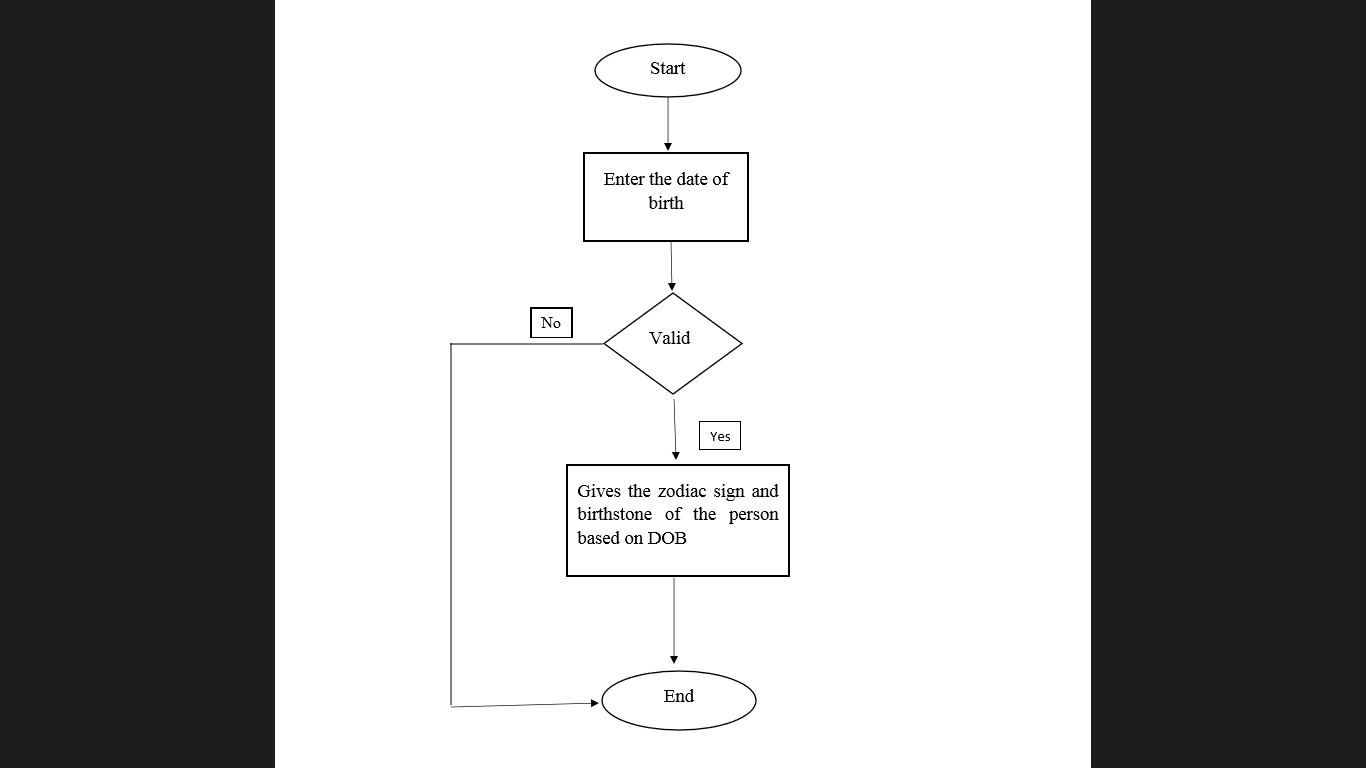 Start
Enter the date of
birth
No
Valid
Yes
Gives the zodiac sign and
birthstone of the person
based on DOB
End